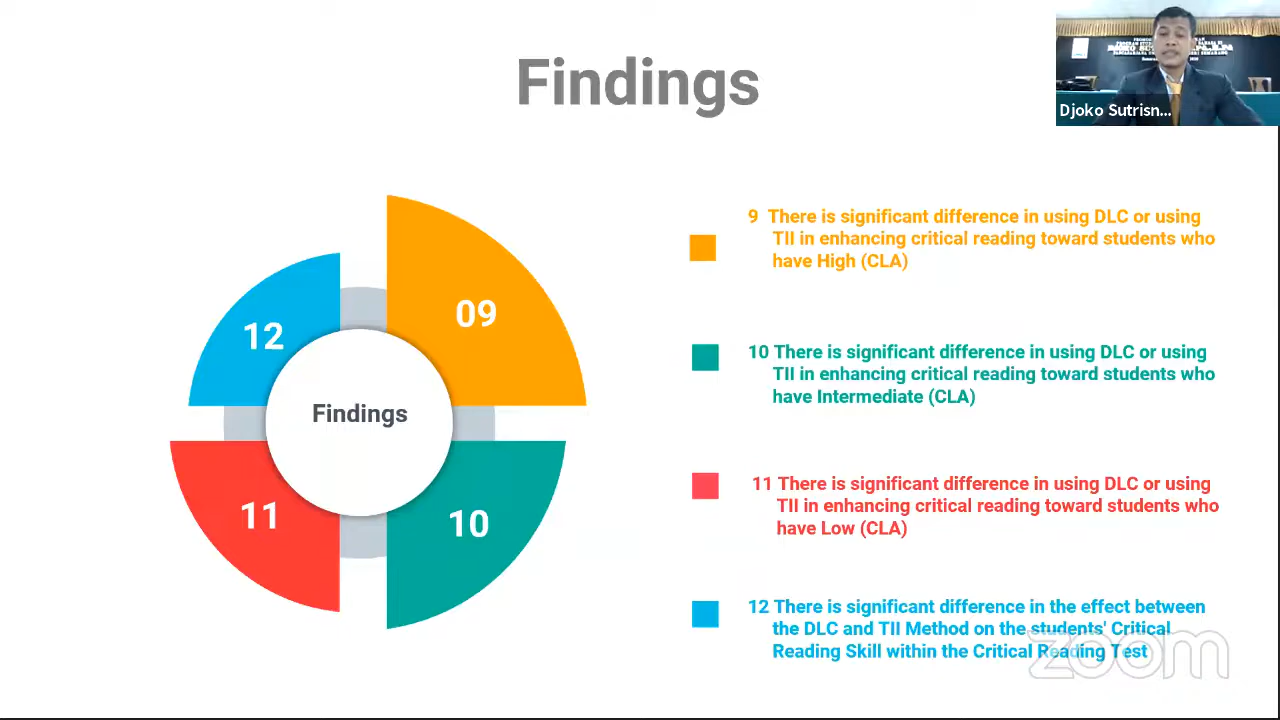 Findings
Djoko Sutrisn...
12
09
Findings
11
10
9 There is significant difference in using DLC or using
TII in enhancing critical reading toward students who
have High (CLA)
10 There is significant difference in using DLC or using
TII in enhancing critical reading toward students who
have Intermediate (CLA)
11 There is significant difference in using DLC or using
TII in enhancing critical reading toward students who
have Low (CLA)
12 There is significant difference in the effect between
the DLC and TII Method on the students' Critical
Reading Skill within the Critical Reading Test
zoom